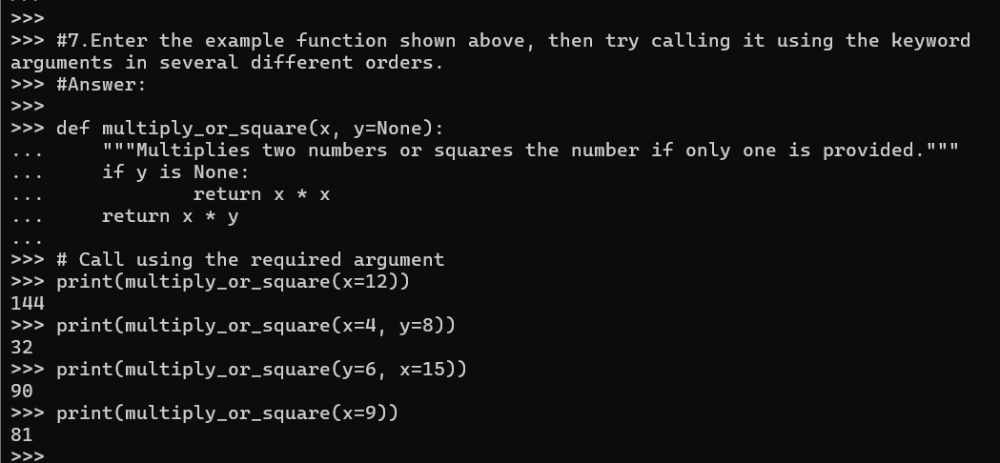 >>>
>>> #7.Enter the example function shown above, then try calling it using the keyword
arguments in several different orders.
>>> #Answer:
>>>
>>> def multiply_or_square(x, y=None):
...     """Multiplies two numbers or squares the number if only one is provided."""
...     if y is None:
...             return x * x
...     return x * y
...
>>> # Call using the required argument
>>> print(multiply_or_square(x=12))
144
>>> print(multiply_or_square(x=4, y=8))
32
>>> print(multiply_or_square(y=6, x=15))
90
>>> print(multiply_or_square(x=9))
81
>>>